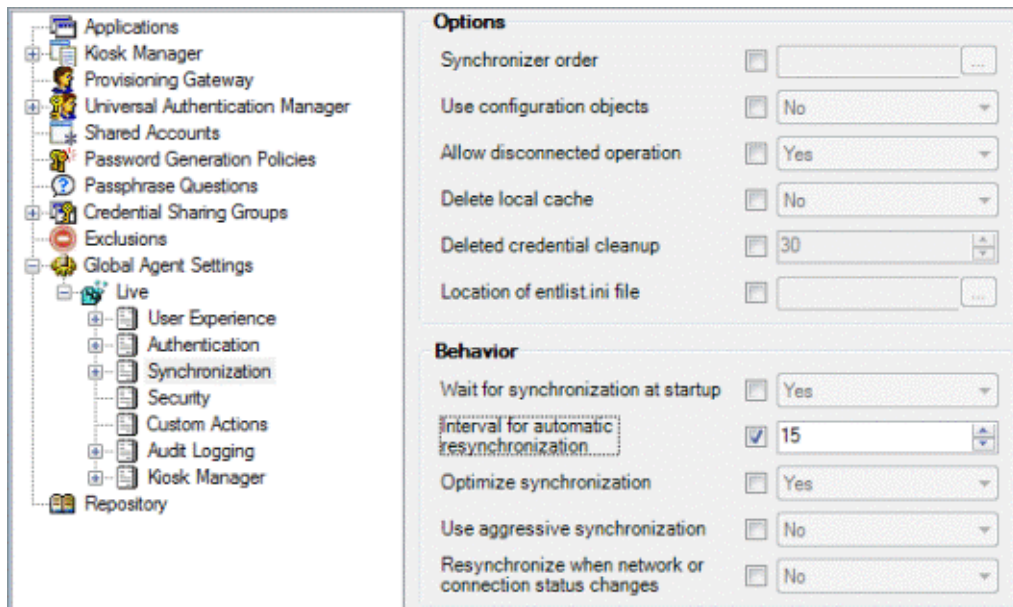 Applications
Kiosk Manager
Provisioning Gateway
Universal Authentication Manager
Shared Accounts
Password Generation Policies
Passphrase Questions
Credential Sharing Groups
Exclusions
Global Agent Settings
Live
User Experience
Authentication
Synchronization
Security
Custom Actions
Audit Logging
Kiosk Manager
Repository
Options
Synchronizer order
...
Use configuration objects No
Allow disconnected operation Yes
Delete local cache No
Deleted credential cleanup 30
Location of entlist.ini file
...
Behavior
Wait for synchronization at startup Yes
Interval for automatic
resynchronization 15
Optimize synchronization Yes
Use aggressive synchronization No
Resynchronize when network or
connection status changes No